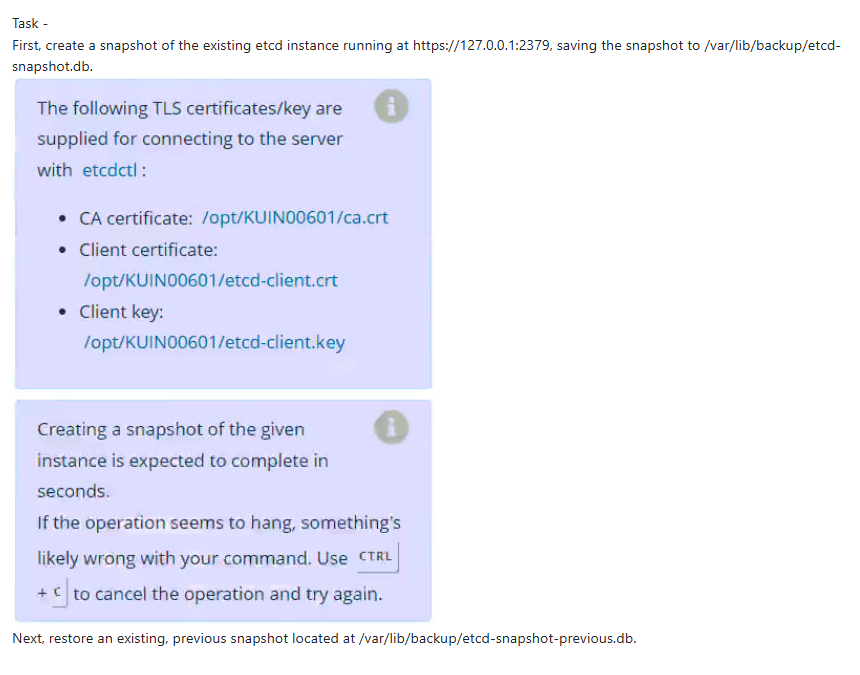 Task -
First, create a snapshot of the existing etcd instance running at https://127.0.0.1:2379, saving the snapshot to /var/lib/backup/etcd-
snapshot.db.
The following TLS certificates/key are
supplied for connecting to the server
with etcdctl :
• CA certificate: /opt/KUIN00601/ca.crt
• Client certificate:
/opt/KUIN00601/etcd-client.crt
• Client key:
/opt/KUIN00601/etcd-client.key
Creating a snapshot of the given
instance is expected to complete in
seconds.
If the operation seems to hang, something's
likely wrong with your command. Use CTRL
+ C to cancel the operation and try again.
Next, restore an existing, previous snapshot located at /var/lib/backup/etcd-snapshot-previous.db.